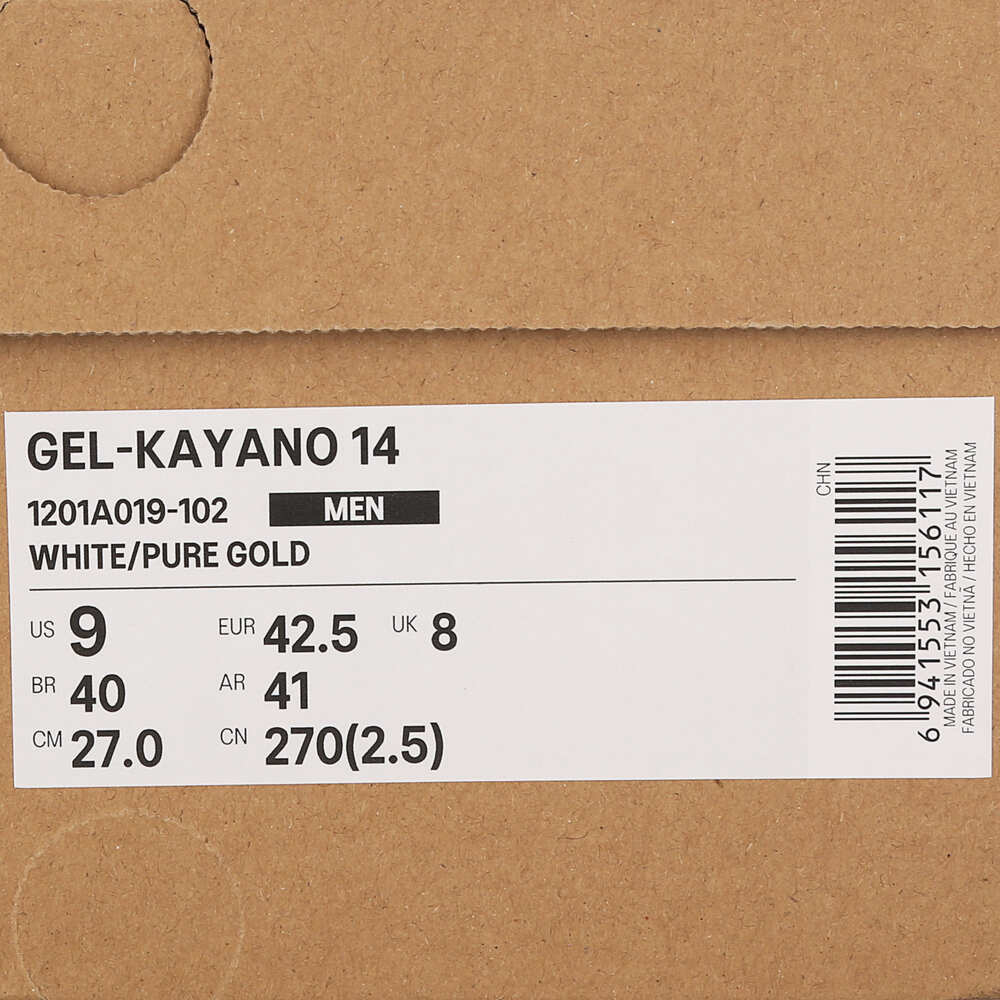 GEL-KAYANO 14
1201A019-102 MEN
WHITE/PURE GOLD
US 9 EUR 42.5 UK 8
BR 40 AR 41
CM 27.0 CN 270(2.5)
CHN
6 941553 156117
MADE IN VIETNAM / FABRIQUÉ AU VIETNAM
FABRICADO NO VIETNÃ / HECHO EN VIETNAM